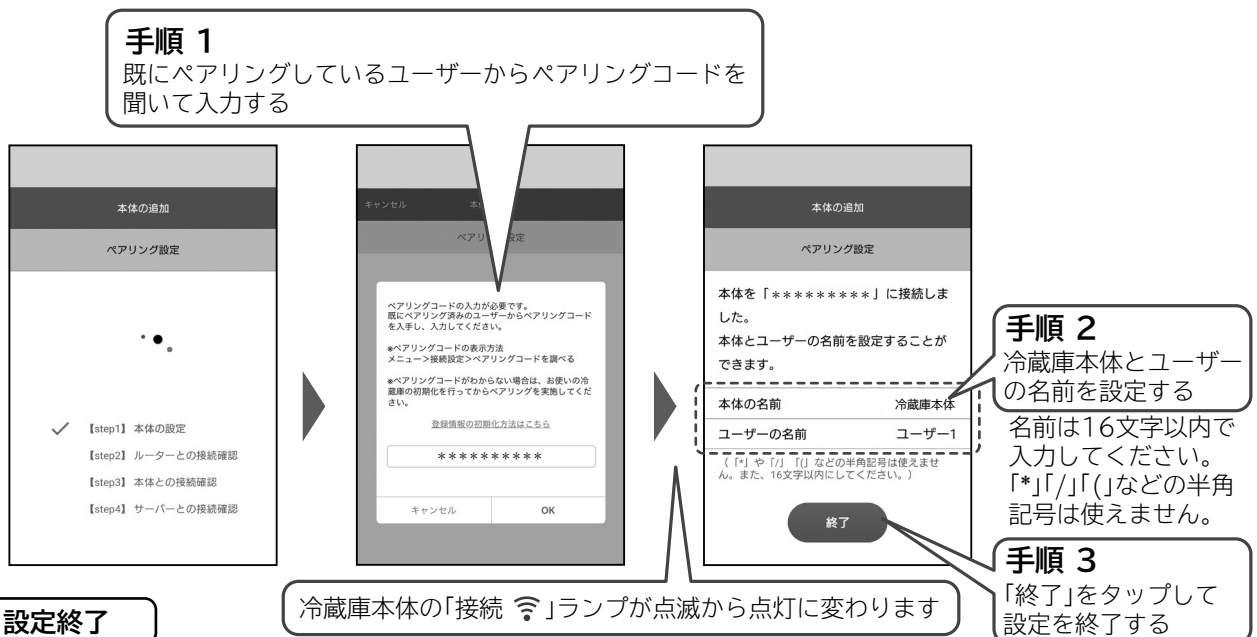 手順 1
既にペアリングしているユーザーからペアリングコードを
聞いて入力する
本体の追加
ペアリング設定
✓ 【step1】 本体の設定
【step2】 ルーターとの接続確認
【step3】 本体との接続確認
【step4】 サーバーとの接続確認
キャンセル 本
ペアリ 設定
ペアリングコードの入力が必要です。
既にペアリング済みのユーザーからペアリングコード
を入手し、入力してください。
※ペアリングコードの表示方法
メニュー>接続設定>ペアリングコードを調べる
※ペアリングコードがわからない場合は、お使いの冷
蔵庫の初期化を行ってからペアリングを実施してくだ
さい。
登録情報の初期化方法はこちら
**********
キャンセル OK
本体の追加
ペアリング設定
本体を「*********」に接続しま
した。
本体とユーザーの名前を設定することが
できます。
本体の名前 冷蔵庫本体
ユーザーの名前 ユーザー1
(「*」や「/」「(」などの半角記号は使えませ
ん。また、16文字以内にしてください。)
終了
手順 2
冷蔵庫本体とユーザー
の名前を設定する
名前は16文字以内で
入力してください。
「*」「/」「(」などの半角
記号は使えません。
手順 3
「終了」をタップして
設定を終了する
冷蔵庫本体の「接続 」ランプが点滅から点灯に変わります
設定終了